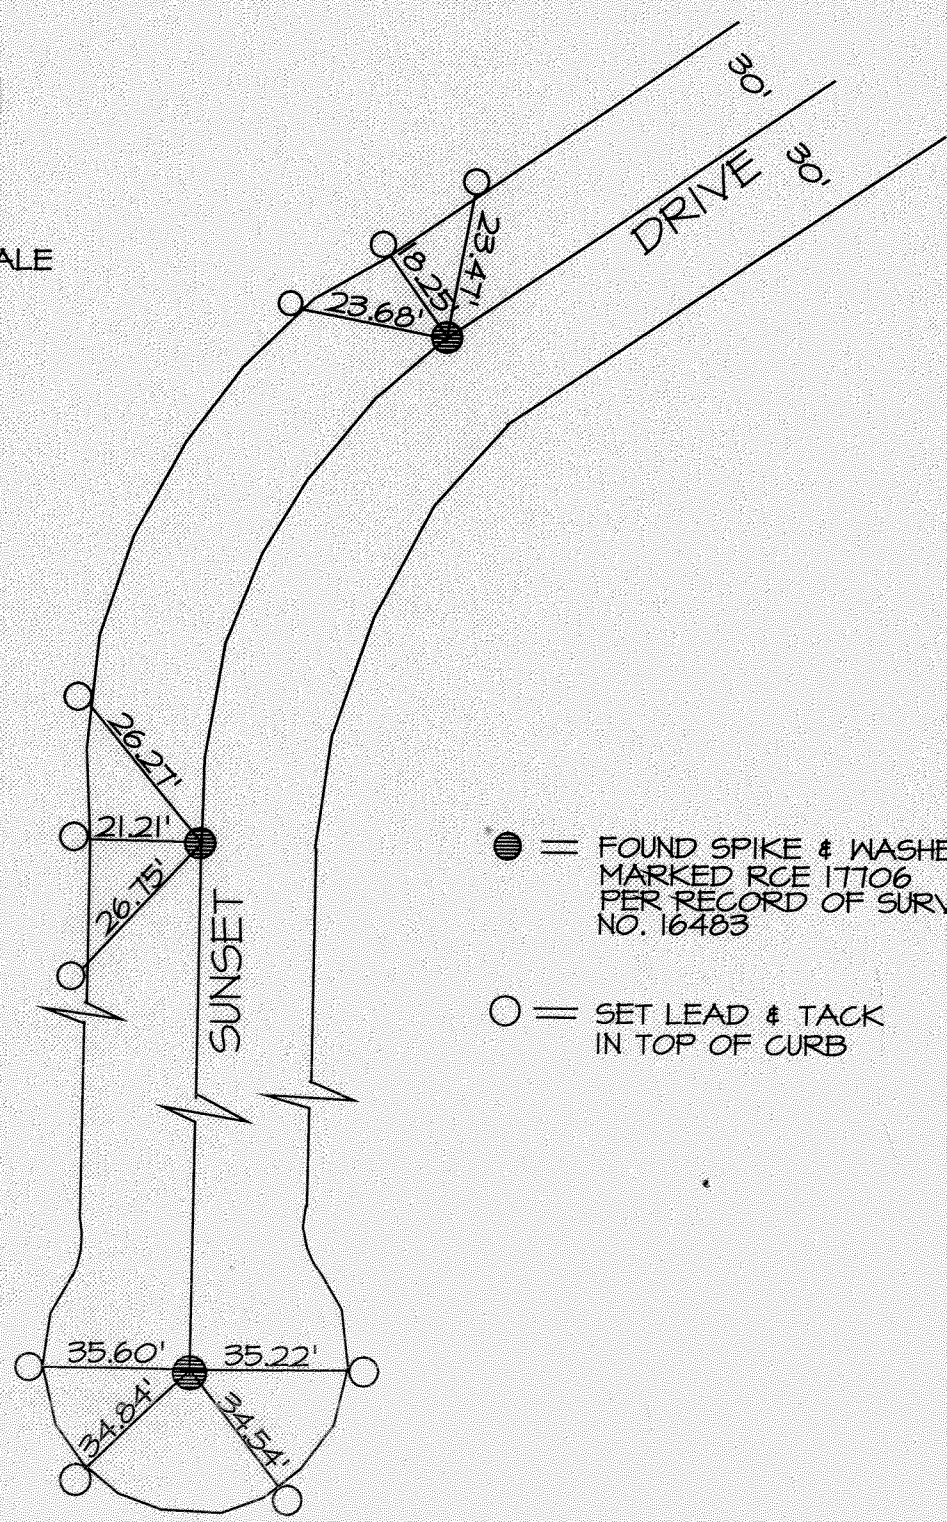 30'
30'
DRIVE
ALE
23.47'
18.25'
23.68'
26.27'
21.21'
26.75'
SUNSET
= FOUND SPIKE & WASHE
MARKED RCE 17706
PER RECORD OF SURV
NO. 16483
= SET LEAD & TACK
IN TOP OF CURB
35.60'
35.22'
34.84'
34.54'